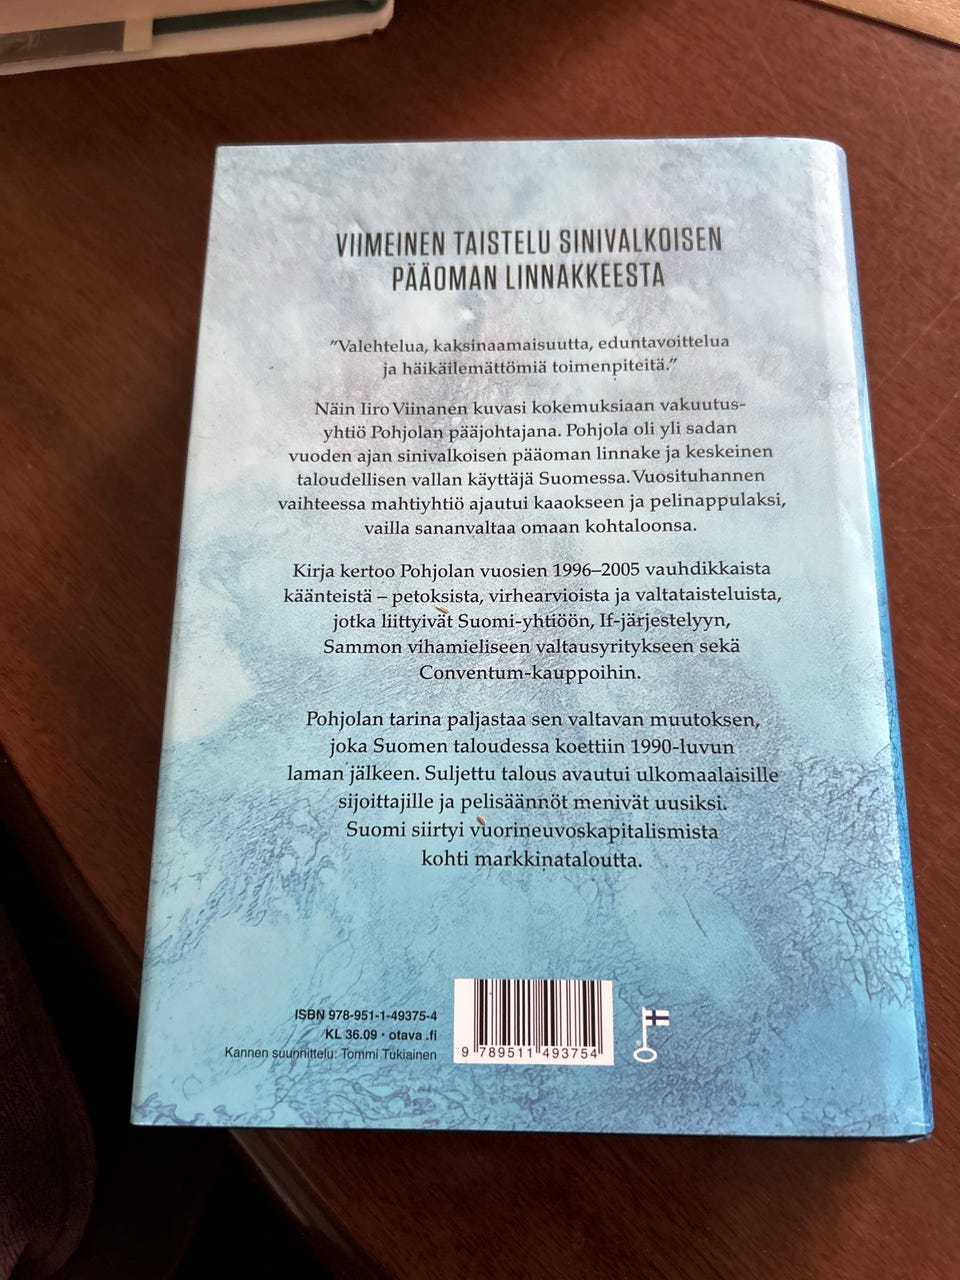 VIIMEINEN TAISTELU SINIVALKOISEN
PÄÄOMAN LINNAKKEESTA
”Valehtelua, kaksinaamaisuutta, eduntavoittelua
ja häikäilemättömiä toimenpiteitä.”
Näin Iiro Viinanen kuvasi kokemuksiaan vakuutus-
yhtiö Pohjolan pääjohtajana. Pohjola oli yli sadan
vuoden ajan sinivalkoisen pääoman linnake ja keskeinen
taloudellisen vallan käyttäjä Suomessa. Vuosituhannen
vaihteessa mahtiyhtiö ajautui kaaokseen ja pelinappulaksi,
vailla sananvaltaa omaan kohtaloonsa.
Kirja kertoo Pohjolan vuosien 1996–2005 vauhdikkaista
käänteistä – petoksista, virhearvioista ja valtataisteluista,
jotka liittyivät Suomi-yhtiöön, If-järjestelyyn,
Sammon vihamieliseen valtausyritykseen sekä
Conventum-kauppoihin.
Pohjolan tarina paljastaa sen valtavan muutoksen,
joka Suomen taloudessa koettiin 1990-luvun
laman jälkeen. Suljettu talous avautui ulkomaalaisille
sijoittajille ja pelisäännöt menivät uusiksi.
Suomi siirtyi vuorineuvoskapitalismista
kohti markkinataloutta.
ISBN 978-951-1-49375-4
KL 36.09 • otava .fi
Kannen suunnittelu: Tommi Tukiainen
9 789511 493754